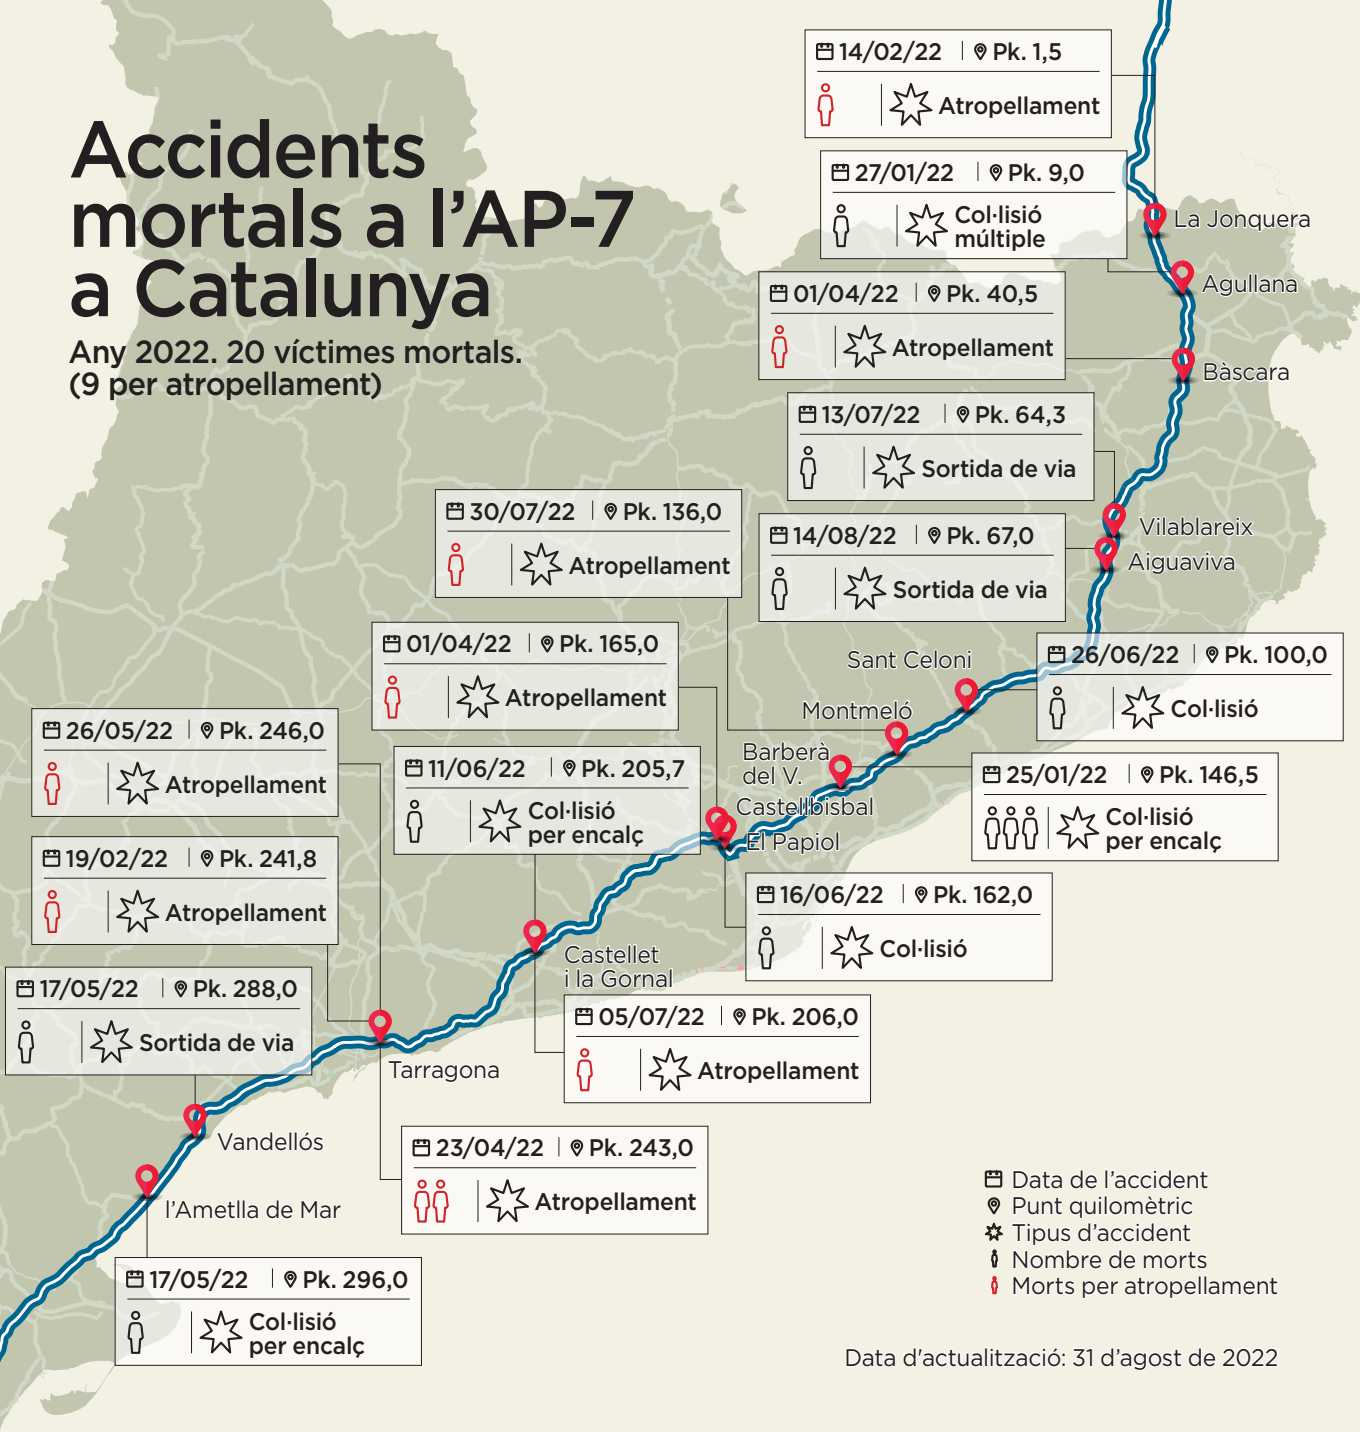 Accidents
mortals a l'AP-7
a Catalunya
Any 2022. 20 víctimes mortals.
(9 per atropellament)
14/02/22 | Pk. 1,5
Atropellament
27/01/22 | Pk. 9,0
Col·lisió
múltiple
La Jonquera
Agullana
01/04/22 | Pk. 40,5
Atropellament
Bàscara
13/07/22 | Pk. 64,3
Sortida de via
30/07/22 | Pk. 136,0
Atropellament
14/08/22 | Pk. 67,0
Sortida de via
Vilablareix
Aiguaviva
01/04/22 | Pk. 165,0
Atropellament
Sant Celoni
26/06/22 | Pk. 100,0
Col·lisió
Montmeló
26/05/22 | Pk. 246,0
Atropellament
11/06/22 | Pk. 205,7
Col·lisió
per encalç
Barberà
del V.
25/01/22 | Pk. 146,5
Col·lisió
per encalç
Castellbisbal
El Papiol
19/02/22 | Pk. 241,8
Atropellament
16/06/22 | Pk. 162,0
Col·lisió
Castellet
i la Gornal
17/05/22 | Pk. 288,0
Sortida de via
05/07/22 | Pk. 206,0
Atropellament
Tarragona
Vandellós
23/04/22 | Pk. 243,0
Atropellament
l'Ametlla de Mar
17/05/22 | Pk. 296,0
Col·lisió
per encalç
Data de l'accident
Punt quilomètric
Tipus d'accident
Nombre de morts
Morts per atropellament
Data d'actualització: 31 d'agost de 2022